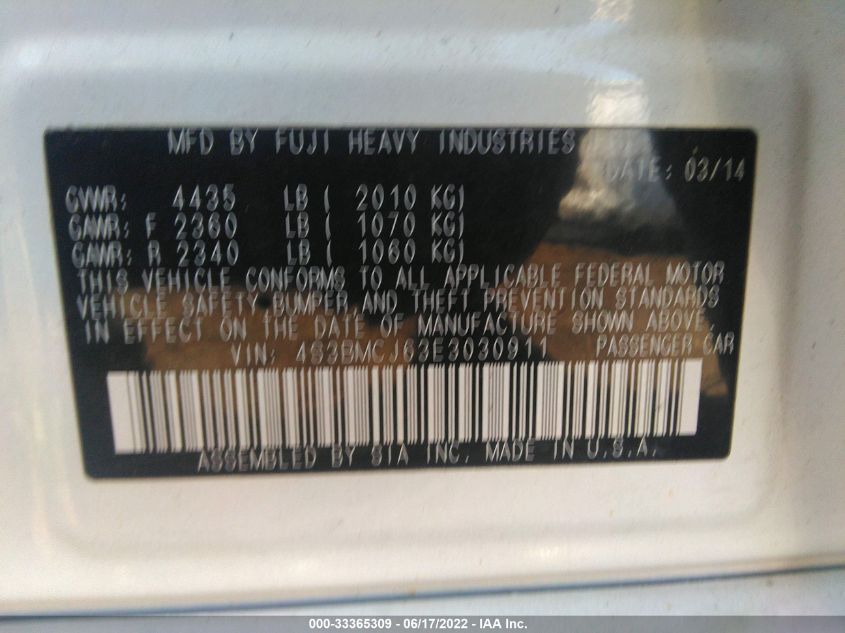 MFD BY FUJI HEAVY INDUSTRIES
DATE: 03/14
GVWR: 4435 LB ( 2010 KG)
GAWR: F 2360 LB ( 1070 KG)
GAWR: R 2340 LB ( 1060 KG)
THIS VEHICLE CONFORMS TO ALL APPLICABLE FEDERAL MOTOR
VEHICLE SAFETY, BUMPER, AND THEFT PREVENTION STANDARDS
IN EFFECT ON THE DATE OF MANUFACTURE SHOWN ABOVE.
VIN: 4S3BMCJ63E3030911 PASSENGER CAR
ASSEMBLED BY SIA INC. MADE IN U.S.A.
000-33365309 - 06/17/2022 - IAA Inc.